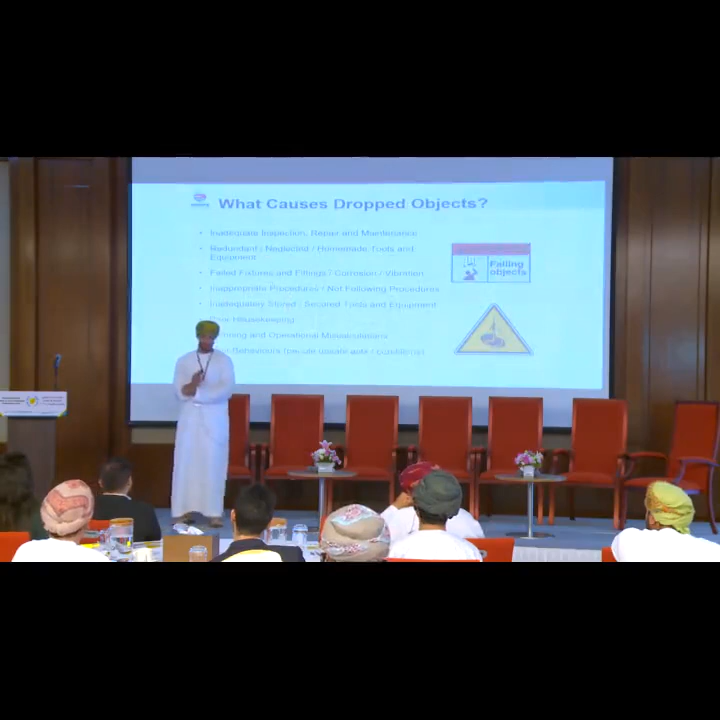 What Causes Dropped Objects?
• Inadequate Inspection, Repair and Maintenance
• Redundant / Neglected / Homemade Tools and
Equipment
• Failed Fixtures and Fittings / Corrosion / Vibration
• Inappropriate Procedures / Not Following Procedures
• Inadequately Stored / Secured Tools and Equipment
Housekeeping
and Operational
Behaviours
Falling
objects